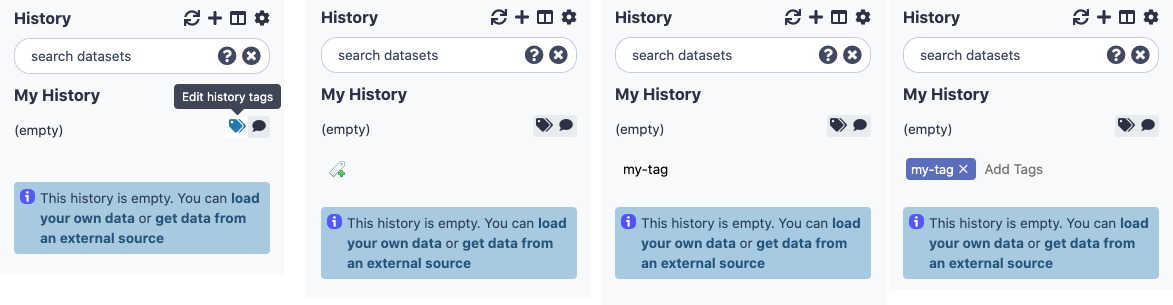 History
search datasets
My History
Edit history tags
(empty)
This history is empty. You can load
your own data or get data from
an external source
History
search datasets
My History
(empty)
This history is empty. You can load
your own data or get data from
an external source
History
search datasets
My History
(empty)
my-tag
This history is empty. You can load
your own data or get data from
an external source
History
search datasets
My History
(empty)
my-tag Add Tags
This history is empty. You can load
your own data or get data from
an external source